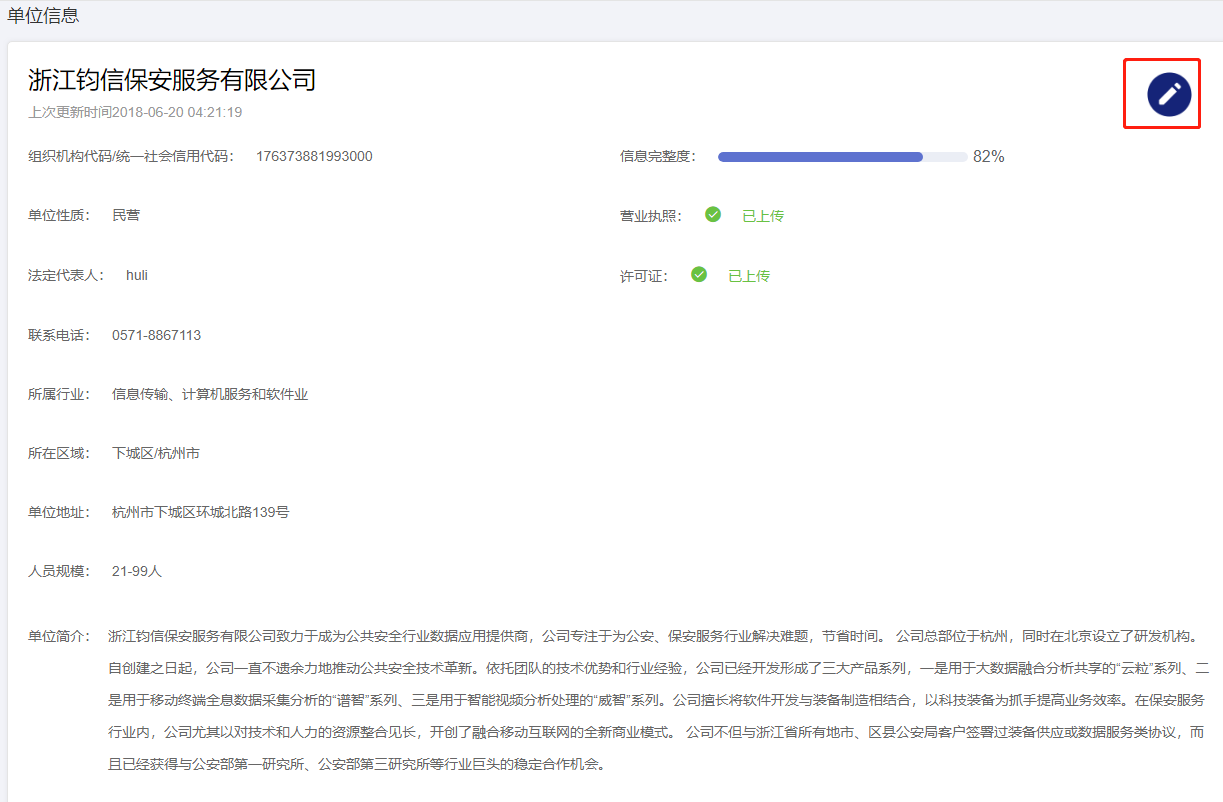 单位信息
浙江钧信保安服务有限公司
上次更新时间2018-06-20 04:21:19
组织机构代码/统一社会信用代码： 176373881993000
信息完整度： 82%
单位性质： 民营
营业执照： 已上传
法定代表人： huli
许可证： 已上传
联系电话： 0571-8867113
所属行业： 信息传输、计算机服务和软件业
所在区域： 下城区/杭州市
单位地址： 杭州市下城区环城北路139号
人员规模： 21-99人
单位简介： 浙江钧信保安服务有限公司致力于成为公共安全行业数据应用提供商，公司专注于为公安、保安服务行业解决难题，节省时间。 公司总部位于杭州，同时在北京设立了研发机构。
自创建之日起，公司一直不遗余力地推动公共安全技术革新。依托团队的技术优势和行业经验，公司已经开发形成了三大产品系列，一是用于大数据融合分析共享的“云粒”系列、二
是用于移动终端全息数据采集分析的“谱智”系列、三是用于智能视频分析处理的“威智”系列。公司擅长将软件开发与装备制造相结合，以科技装备为抓手提高业务效率。在保安服务
行业内，公司尤其以对技术和人力的资源整合见长，开创了融合移动互联网的全新商业模式。 公司不但与浙江省所有地市、区县公安局客户签署过装备供应或数据服务类协议，而
且已经获得与公安部第一研究所、公安部第三研究所等行业巨头的稳定合作机会。